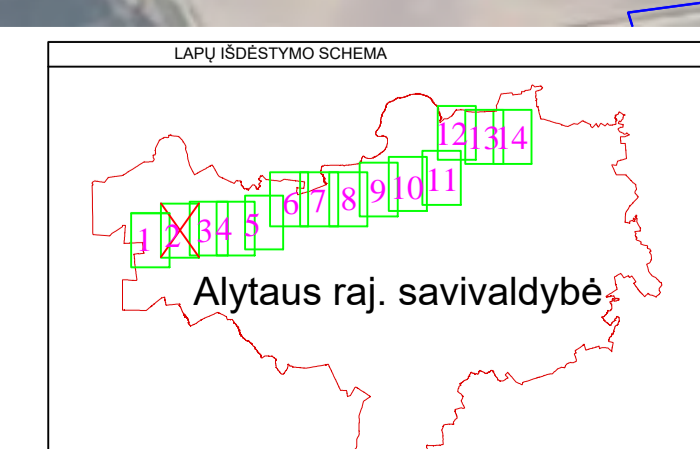 LAPŲ IŠDĖSTYMO SCHEMA
12 13 14
6 7 8 9 10 11
1 2 3 4 5
Alytaus raj. savivaldybė